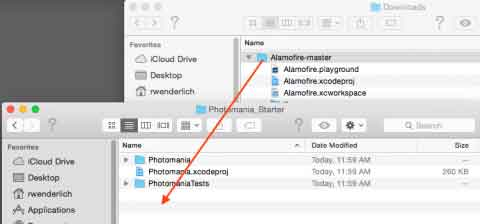 Downloads
Favorites
iCloud Drive
Desktop
rwenderlich
Name
Alamofire-master
Alamofire.playground
Alamofire.xcodeproj
Alamofire.xcworkspace
Photomania_Starter
Search
Favorites
iCloud Drive
Desktop
rwenderlich
Applications
Name Date Modified Size
Photomania Today, 11:59 AM --
Photomania.xcodeproj Today, 11:59 AM 260 KB
PhotomaniaTests Today, 11:59 AM --